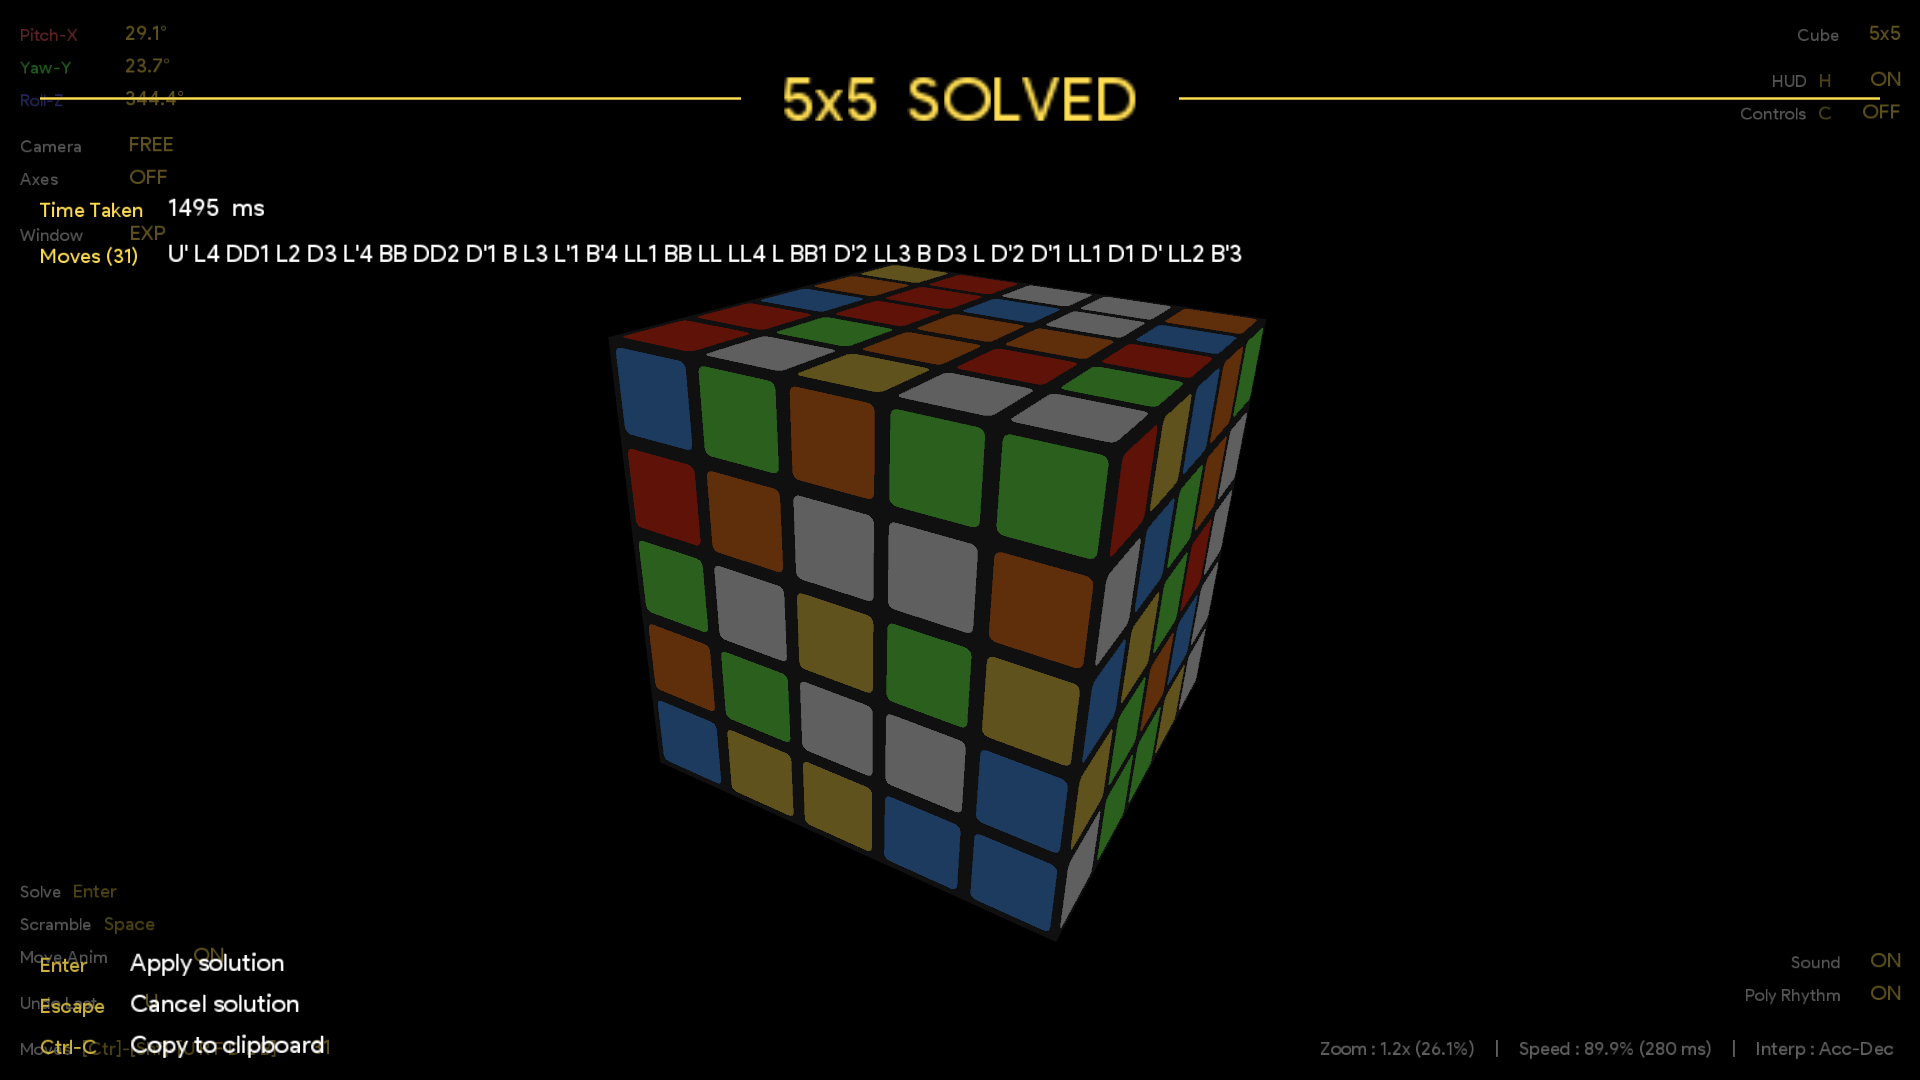 Pitch-X 29.1°
Yaw-Y 23.7°
Roll-Z 344.4°
Cube 5x5
HUD H ON
Controls C OFF
5x5 SOLVED
Camera FREE
Axes OFF
Time Taken 1495 ms
Window EXP
Moves (31) U' L4 DD1 L2 D3 L'4 BB DD2 D'1 B L3 L'1 B'4 LL1 BB LL LL4 L BB1 D'2 LL3 B D3 L D'2 D'1 LL1 D1 D' LL2 B'3
Solve Enter
Scramble Space
Move Anim ON
Enter Apply solution
Undo Last
Escape Cancel solution
Moves
Ctrl-C Copy to clipboard
Sound ON
Poly Rhythm ON
Zoom : 1.2x (26.1%) | Speed : 89.9% (280 ms) | Interp : Acc-Dec